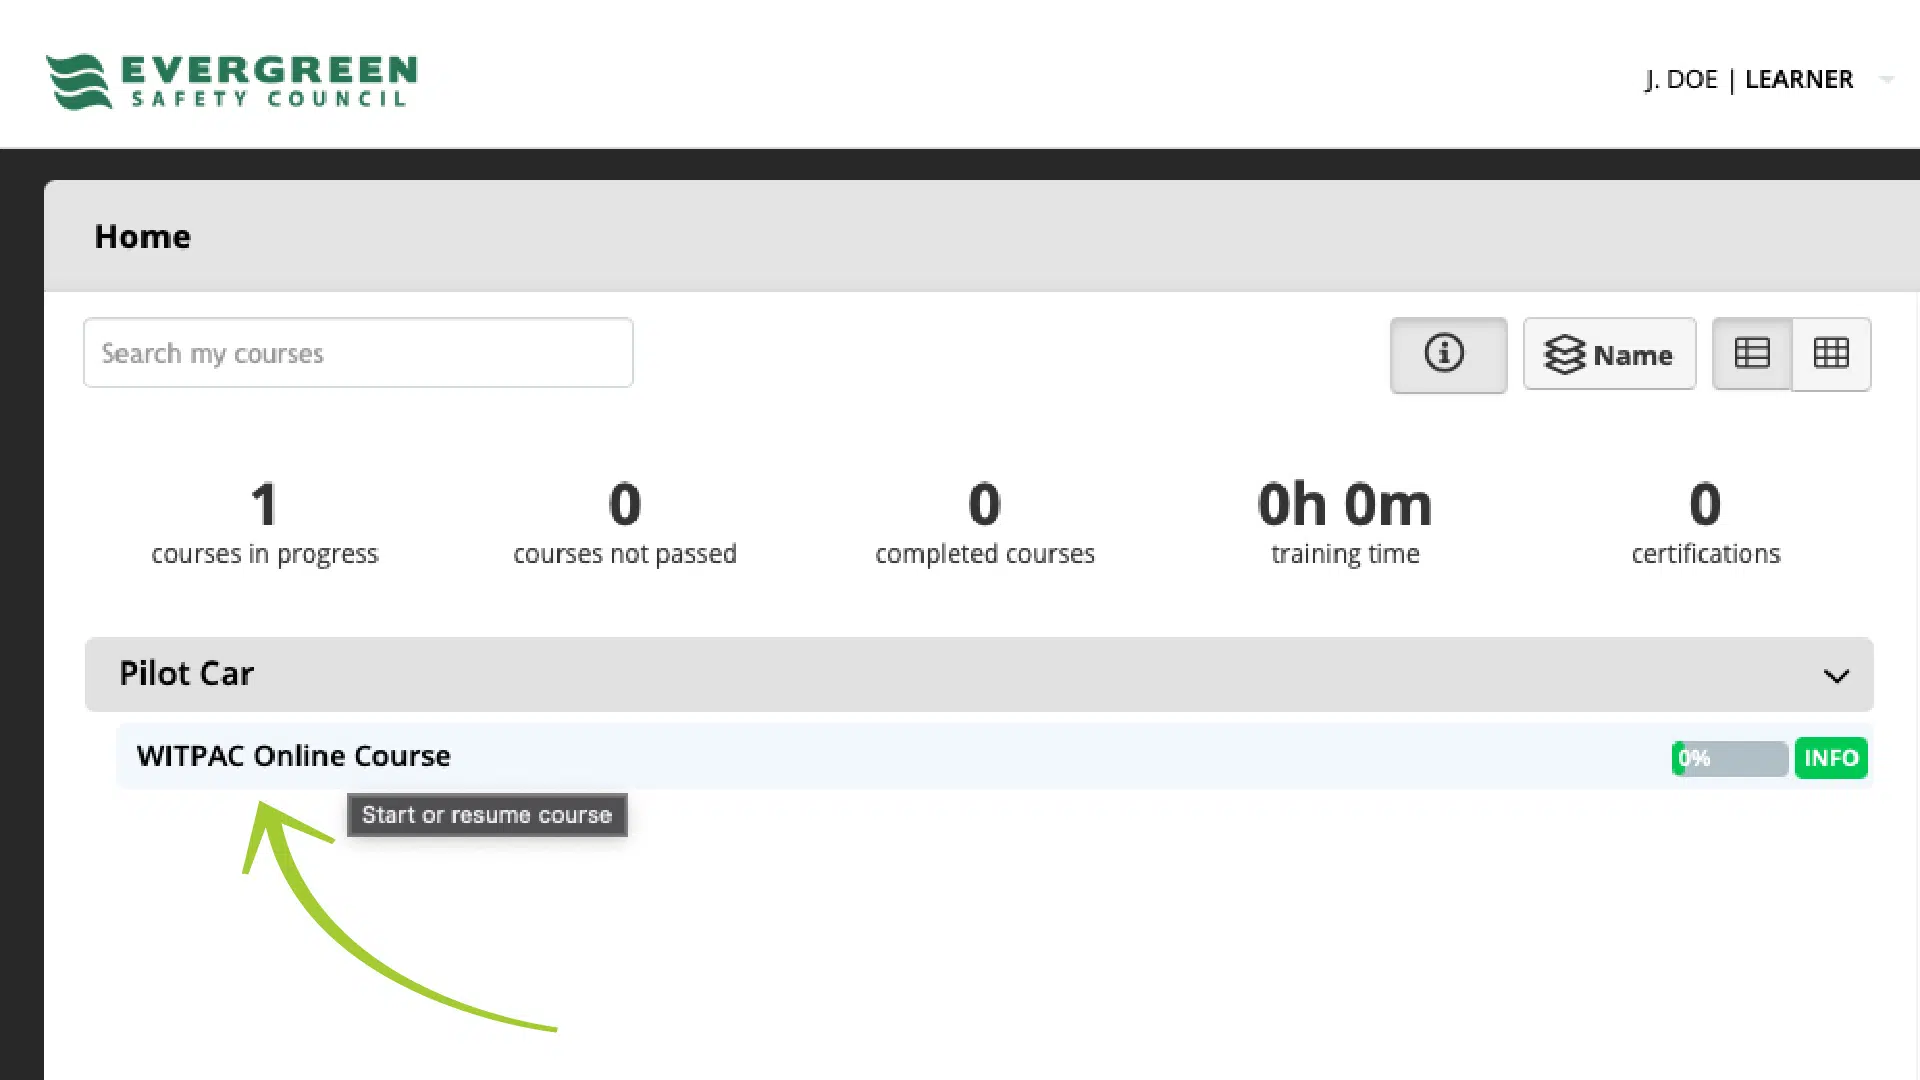 EVERGREEN
SAFETY COUNCIL
J. DOE | LEARNER
Home
Search my courses
Name
1
courses in progress
0
courses not passed
0
completed courses
0h 0m
training time
0
certifications
Pilot Car
WITPAC Online Course
0%
INFO
Start or resume course